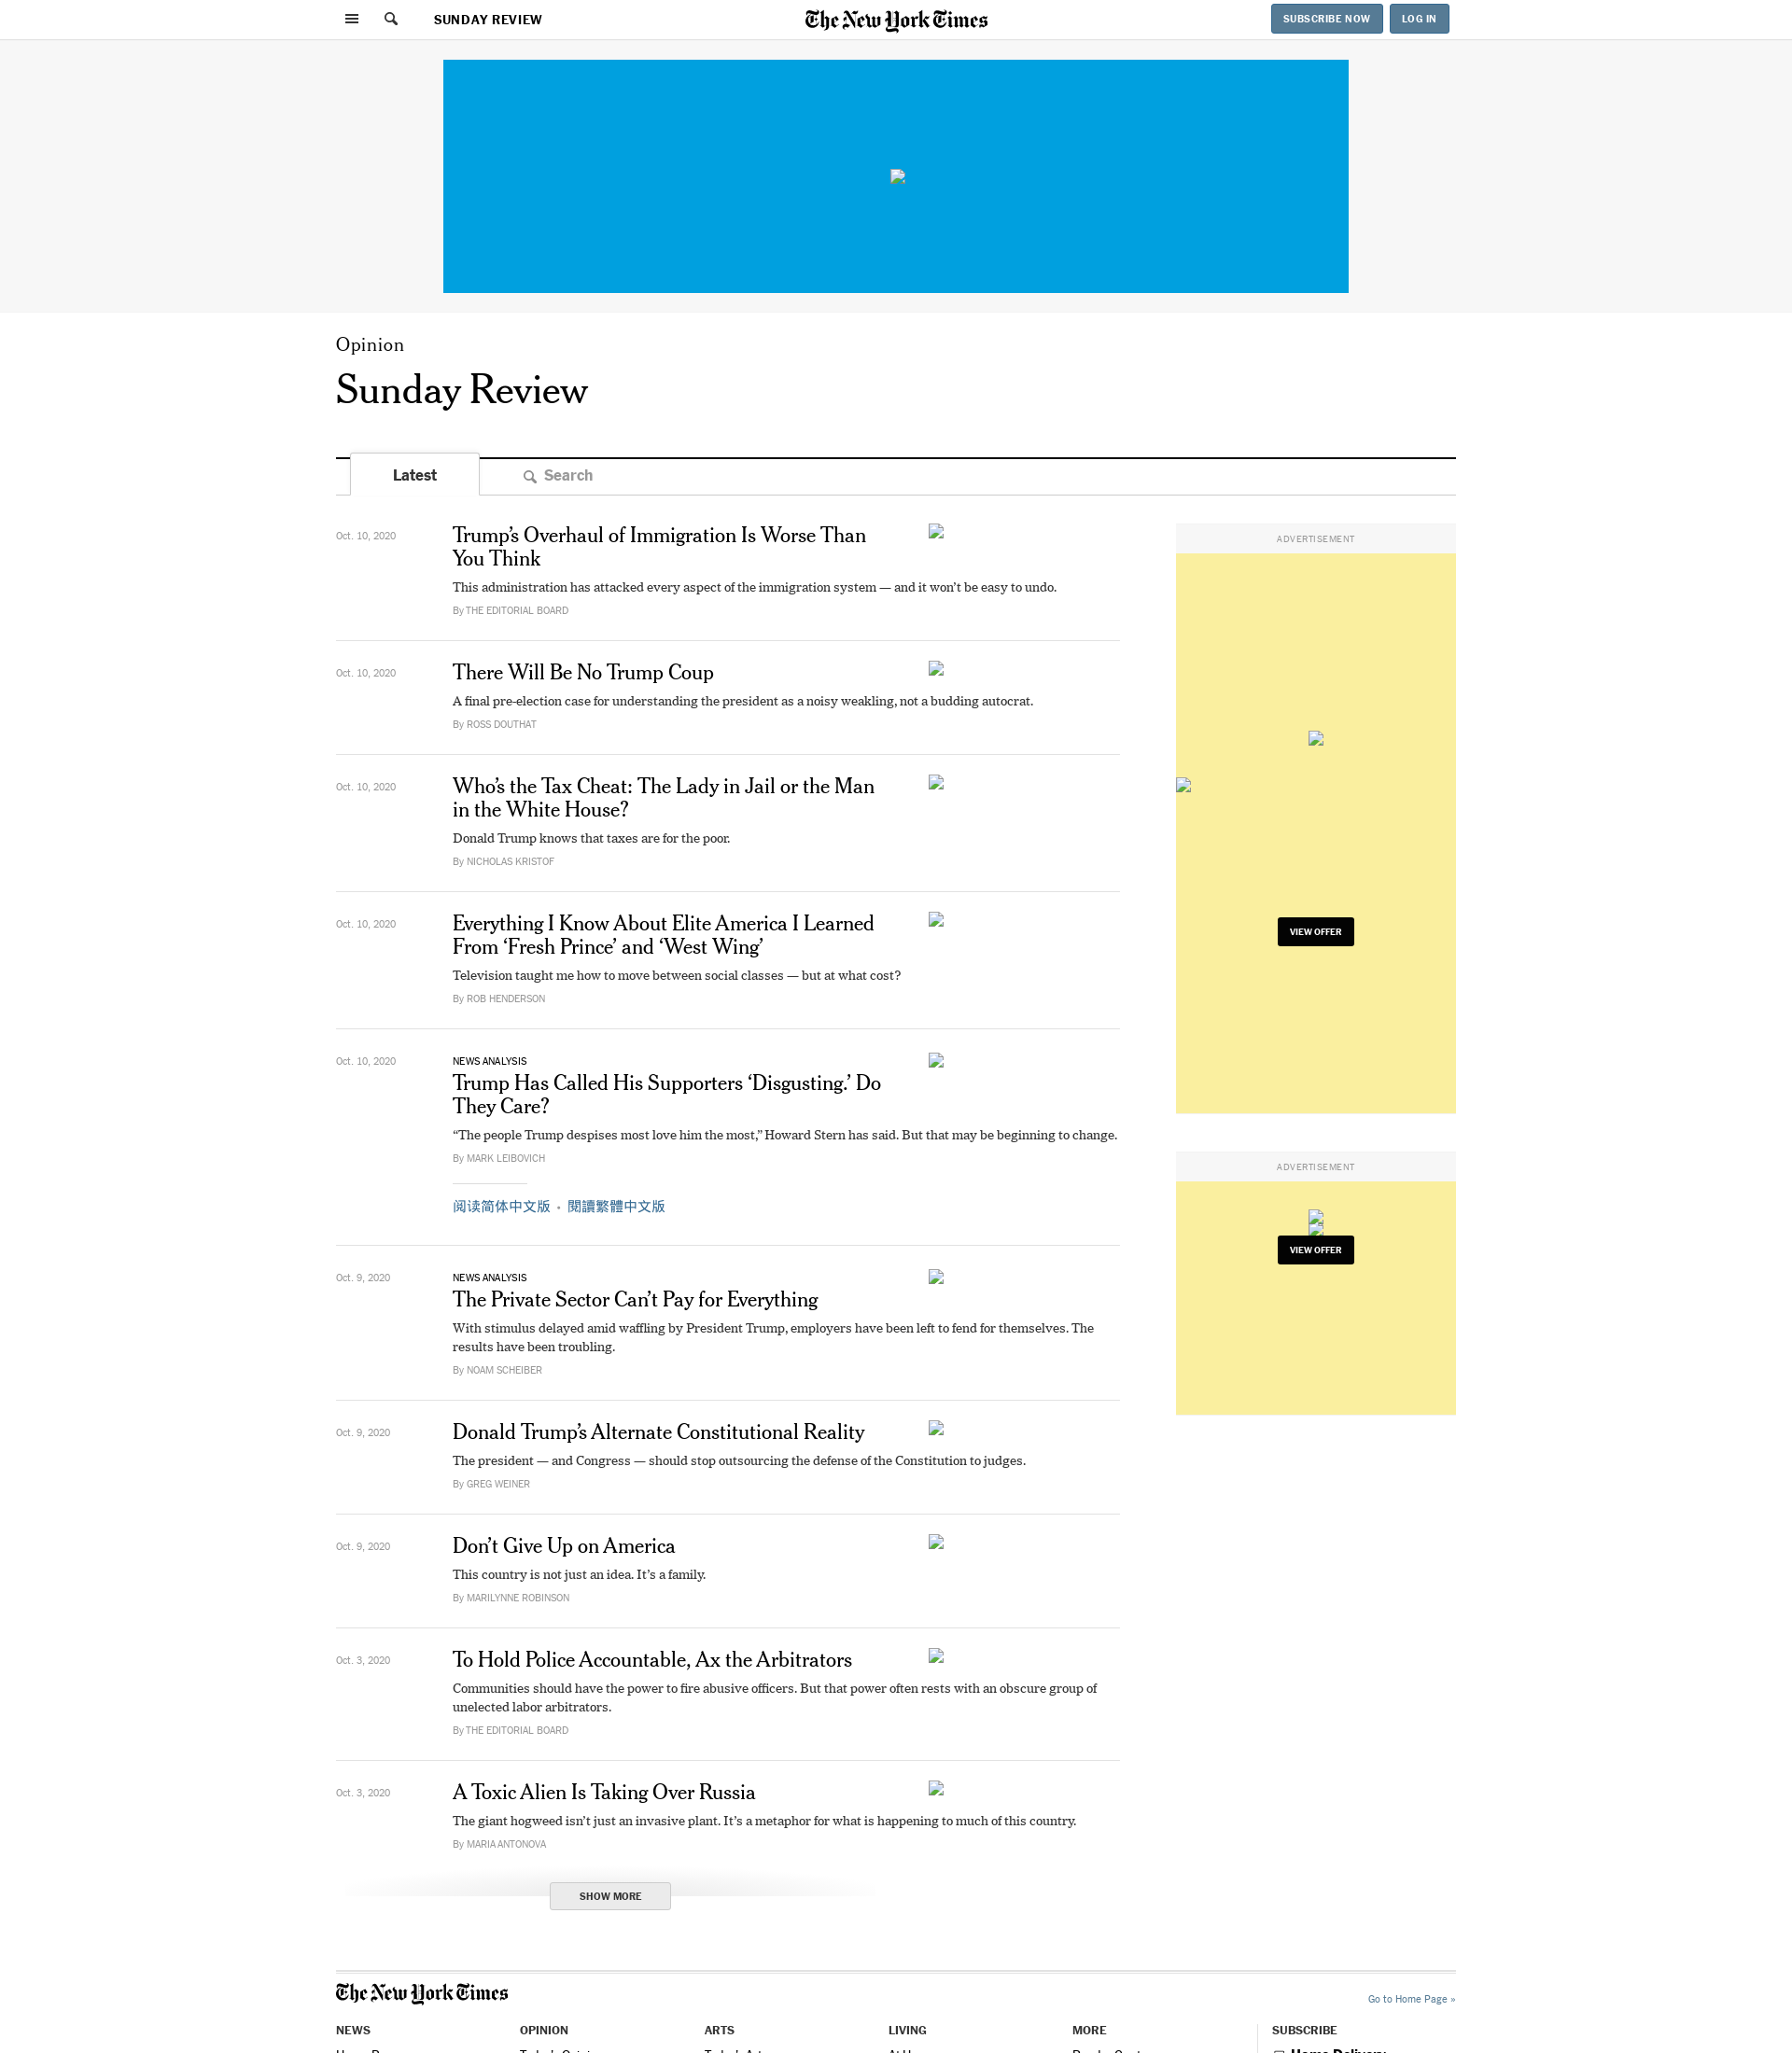 SUNDAY REVIEW
The New York Times
SUBSCRIBE NOW
LOG IN
Opinion
Sunday Review
Latest
Search
Oct. 10, 2020
Trump’s Overhaul of Immigration Is Worse Than
You Think
This administration has attacked every aspect of the immigration system — and it won’t be easy to undo.
By THE EDITORIAL BOARD
Oct. 10, 2020
There Will Be No Trump Coup
A final pre-election case for understanding the president as a noisy weakling, not a budding autocrat.
By ROSS DOUTHAT
Oct. 10, 2020
Who’s the Tax Cheat: The Lady in Jail or the Man
in the White House?
Donald Trump knows that taxes are for the poor.
By NICHOLAS KRISTOF
Oct. 10, 2020
Everything I Know About Elite America I Learned
From ‘Fresh Prince’ and ‘West Wing’
Television taught me how to move between social classes — but at what cost?
By ROB HENDERSON
Oct. 10, 2020
NEWS ANALYSIS
Trump Has Called His Supporters ‘Disgusting.’ Do
They Care?
“The people Trump despises most love him the most,” Howard Stern has said. But that may be beginning to change.
By MARK LEIBOVICH
阅读简体中文版 • 閱讀繁體中文版
Oct. 9, 2020
NEWS ANALYSIS
The Private Sector Can’t Pay for Everything
With stimulus delayed amid waffling by President Trump, employers have been left to fend for themselves. The
results have been troubling.
By NOAM SCHEIBER
Oct. 9, 2020
Donald Trump’s Alternate Constitutional Reality
The president — and Congress — should stop outsourcing the defense of the Constitution to judges.
By GREG WEINER
Oct. 9, 2020
Don’t Give Up on America
This country is not just an idea. It’s a family.
By MARILYNNE ROBINSON
Oct. 3, 2020
To Hold Police Accountable, Ax the Arbitrators
Communities should have the power to fire abusive officers. But that power often rests with an obscure group of
unelected labor arbitrators.
By THE EDITORIAL BOARD
Oct. 3, 2020
A Toxic Alien Is Taking Over Russia
The giant hogweed isn’t just an invasive plant. It’s a metaphor for what is happening to much of this country.
By MARIA ANTONOVA
SHOW MORE
ADVERTISEMENT
VIEW OFFER
ADVERTISEMENT
VIEW OFFER
The New York Times
Go to Home Page »
NEWS
OPINION
ARTS
LIVING
MORE
SUBSCRIBE
Home Delivery